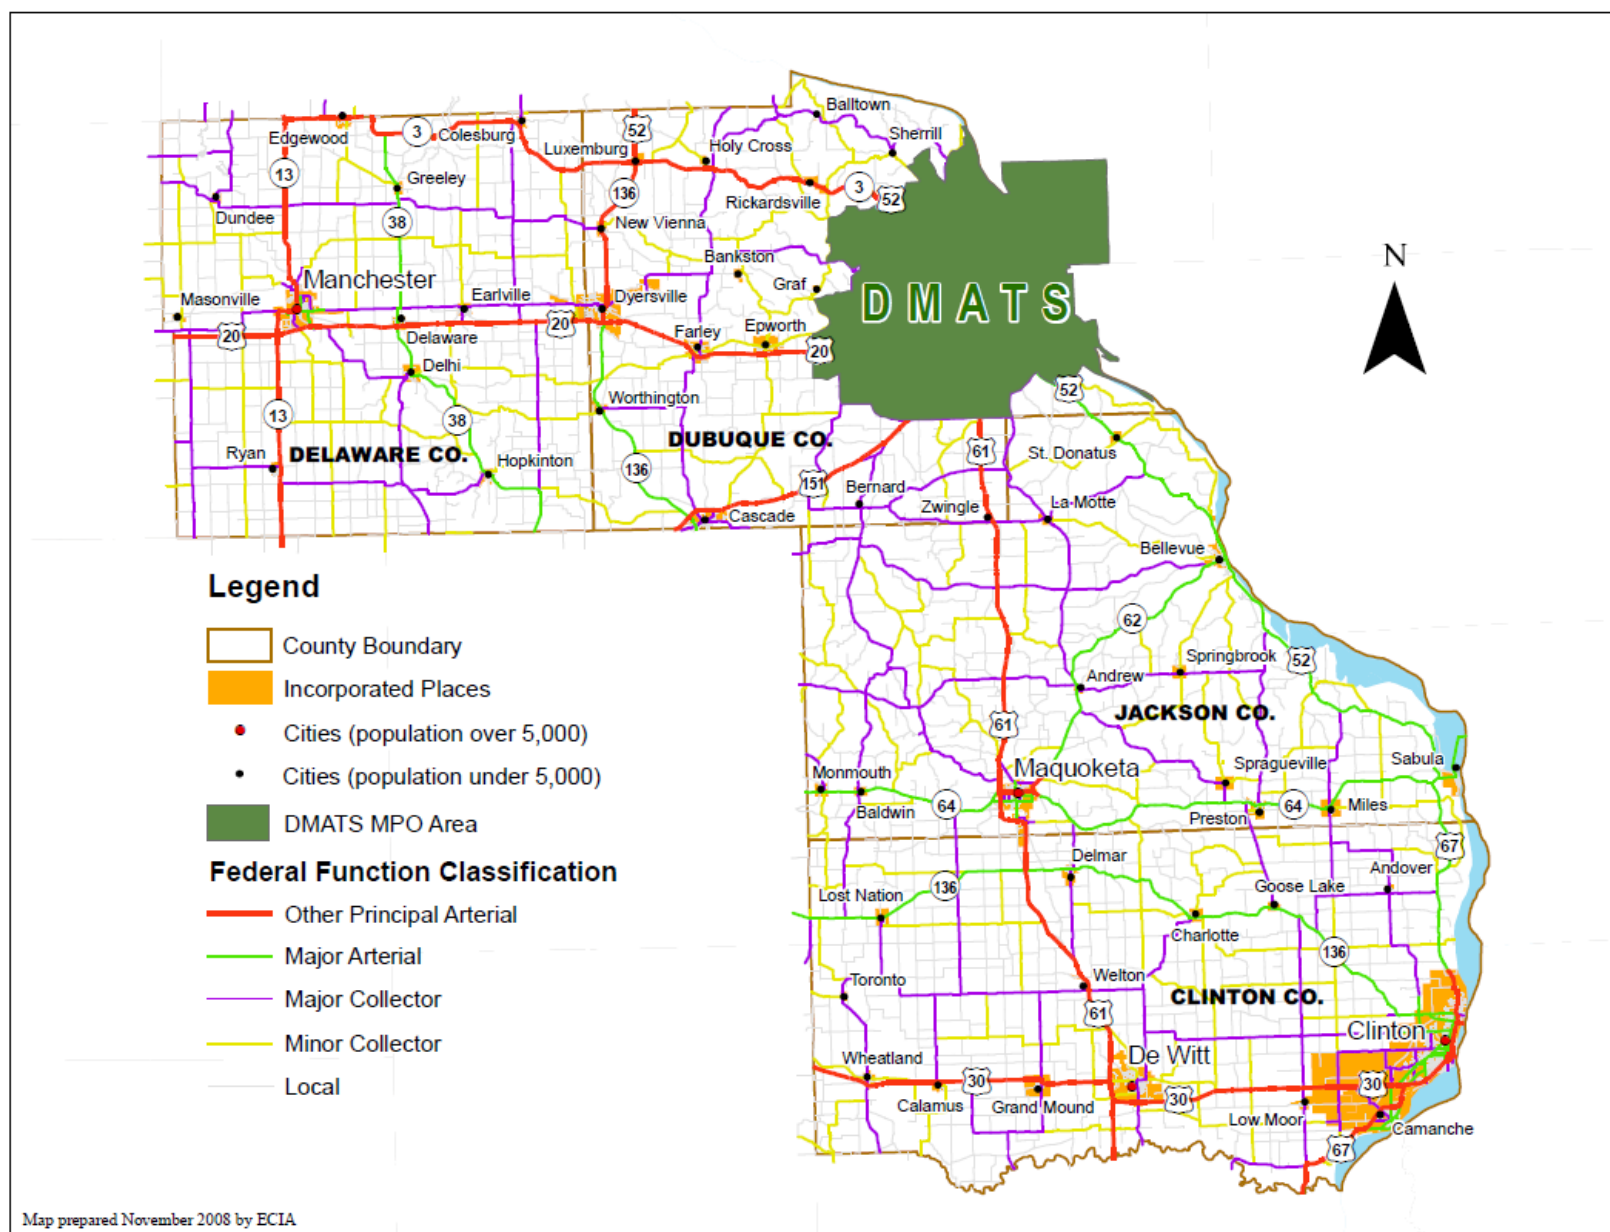 Balltown
Sherrill
Edgewood
3
Colesburg
52
Luxemburg
Holy Cross
13
Greeley
136
Rickardsville
3
52
Dundee
38
New Vienna
Bankston
Graf
Manchester
Masonville
Earlville
Dyersville
DMATS
N
20
Delaware
20
Farley
Epworth
20
Delhi
52
13
38
Worthington
Ryan
DELAWARE CO.
Hopkinton
DUBUQUE CO.
136
151
61
St. Donatus
Bernard
Zwingle
La Motte
Cascade
Bellevue
62
Springbrook
52
Andrew
JACKSON CO.
61
Monmouth
Maquoketa
Spragueville
Sabula
Baldwin
64
Preston
64
Miles
67
Delmar
Andover
Lost Nation
136
Goose Lake
Charlotte
136
Toronto
Welton
CLINTON CO.
61
Clinton
Wheatland
De Witt
30
30
30
Calamus
Grand Mound
Low Moor
Camanche
67
Legend
County Boundary
Incorporated Places
Cities (population over 5,000)
Cities (population under 5,000)
DMATS MPO Area
Federal Function Classification
Other Principal Arterial
Major Arterial
Major Collector
Minor Collector
Local
Map prepared November 2008 by ECIA